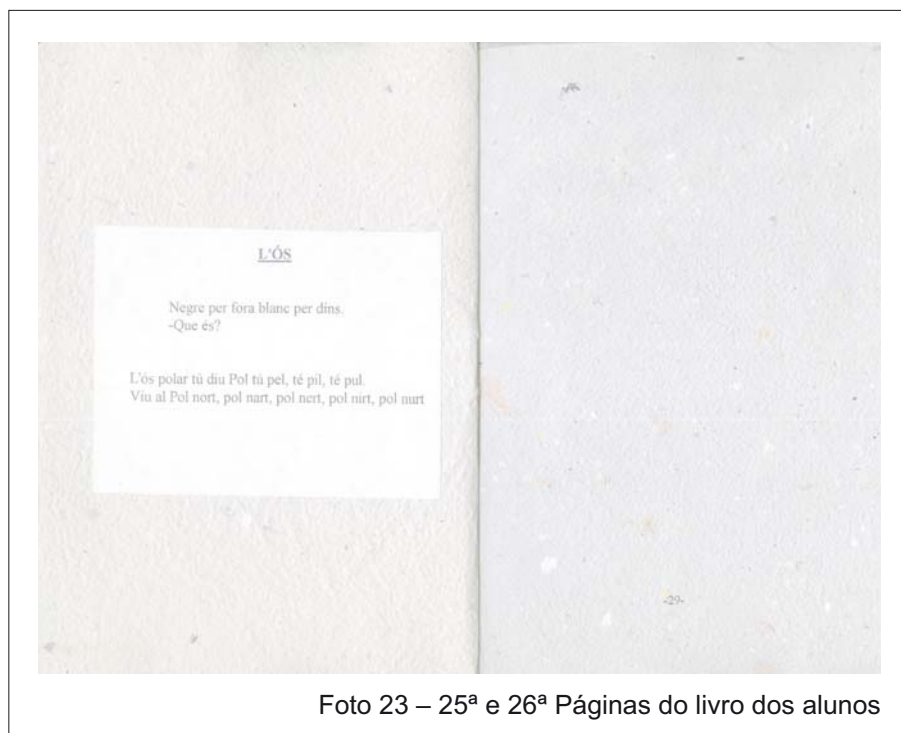 L'ÓS
Negre per fora blanc per dins.
-Que és?
L'ós polar tú diu Pol tú pel, té pil, té pul.
Viu al Pol nort, pol nart, pol nert, pol nirt, pol nurt
-29-
Foto 23 – 25ª e 26ª Páginas do livro dos alunos